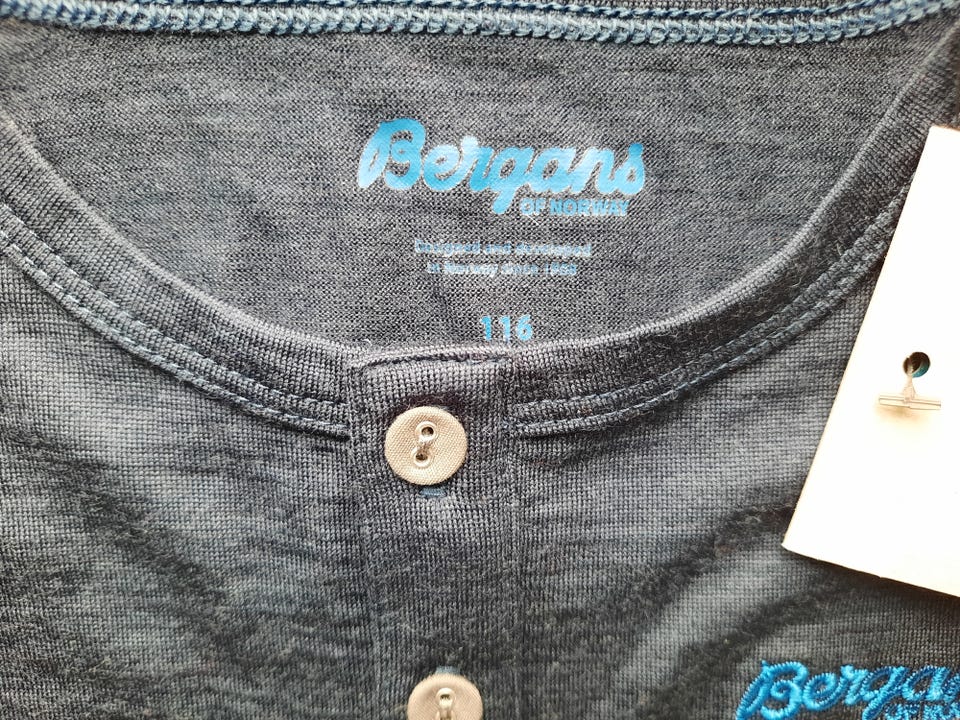 Bergans
OF NORWAY
Designed and developed
in Norway since 1908
116
Bergans